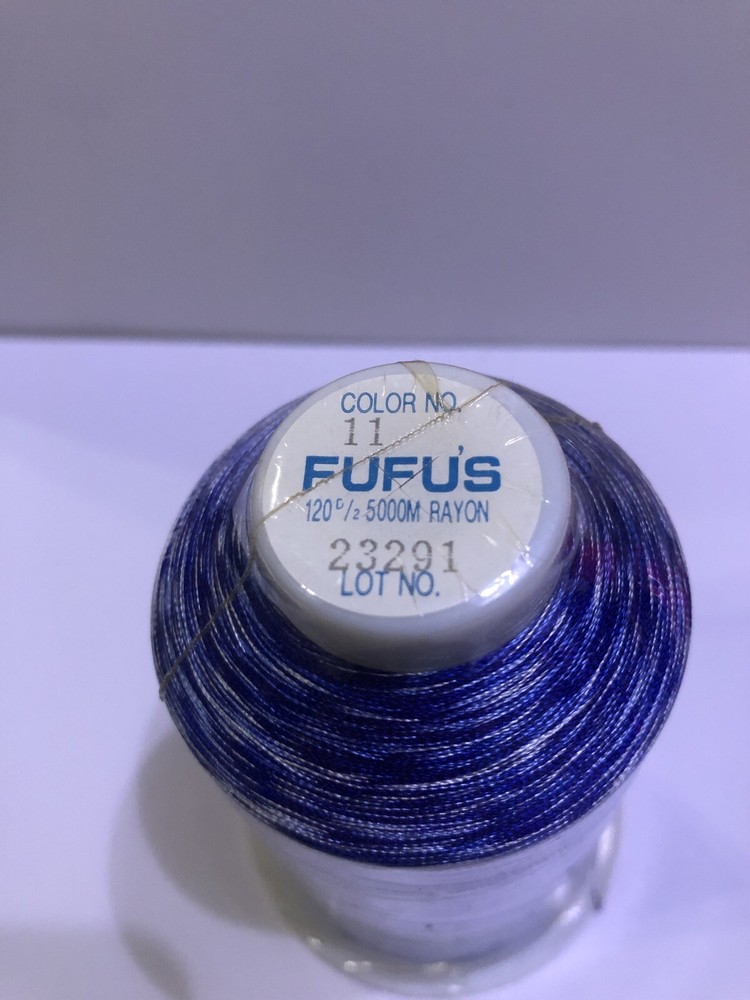 COLOR NO.
11
FUFU'S
120D/2 5000M RAYON
23291
LOT NO.